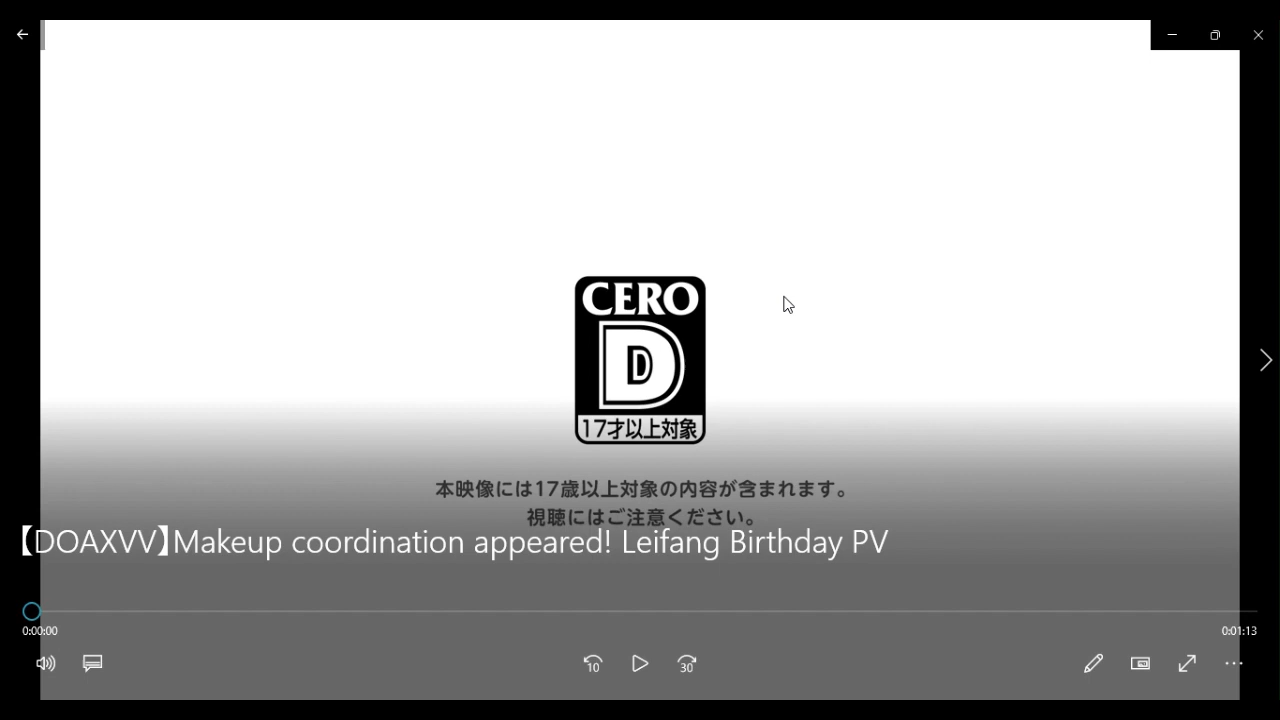 CERO
D
17才以上対象
本映像には17歳以上対象の内容が含まれます。
視聴にはご注意ください。
【DOAXVV】Makeup coordination appeared! Leifang Birthday PV
0:00:00
0:01:13
10
30